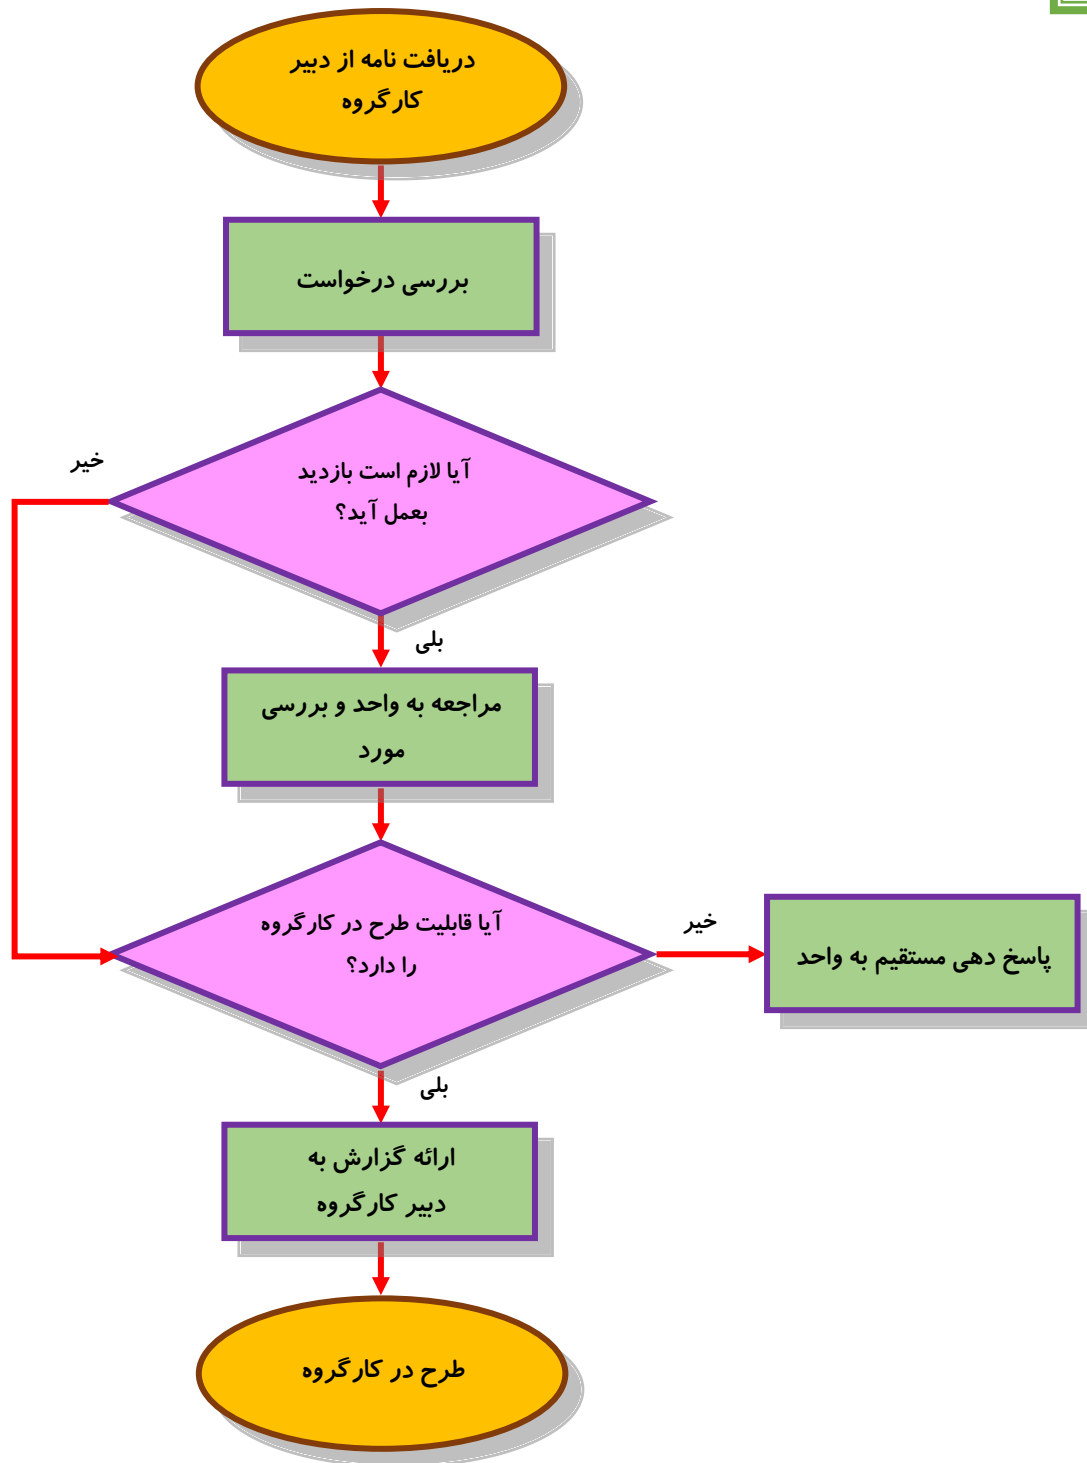 دریافت نامه از دبیر
کارگروه
بررسی درخواست
آیا لازم است بازدید
بعمل آید؟
خیر
بلی
مراجعه به واحد و بررسی
مورد
آیا قابلیت طرح در کارگروه
را دارد؟
خیر
پاسخ دهی مستقیم به واحد
بلی
ارائه گزارش به
دبیر کارگروه
طرح در کارگروه